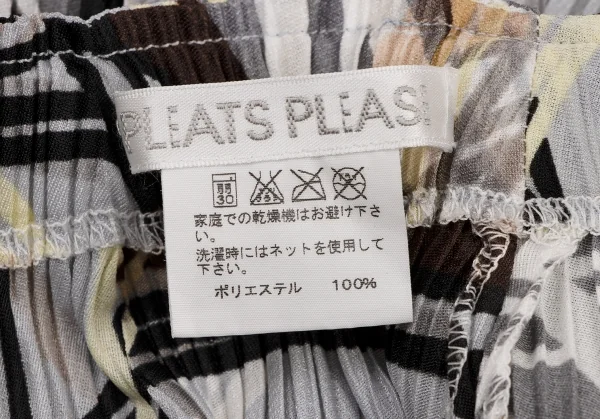 PLEATS PLEASE
弱
30
家庭での乾燥機はお避け下さ
い。
洗濯時にはネットを使用して
下さい。
ポリエステル 100%